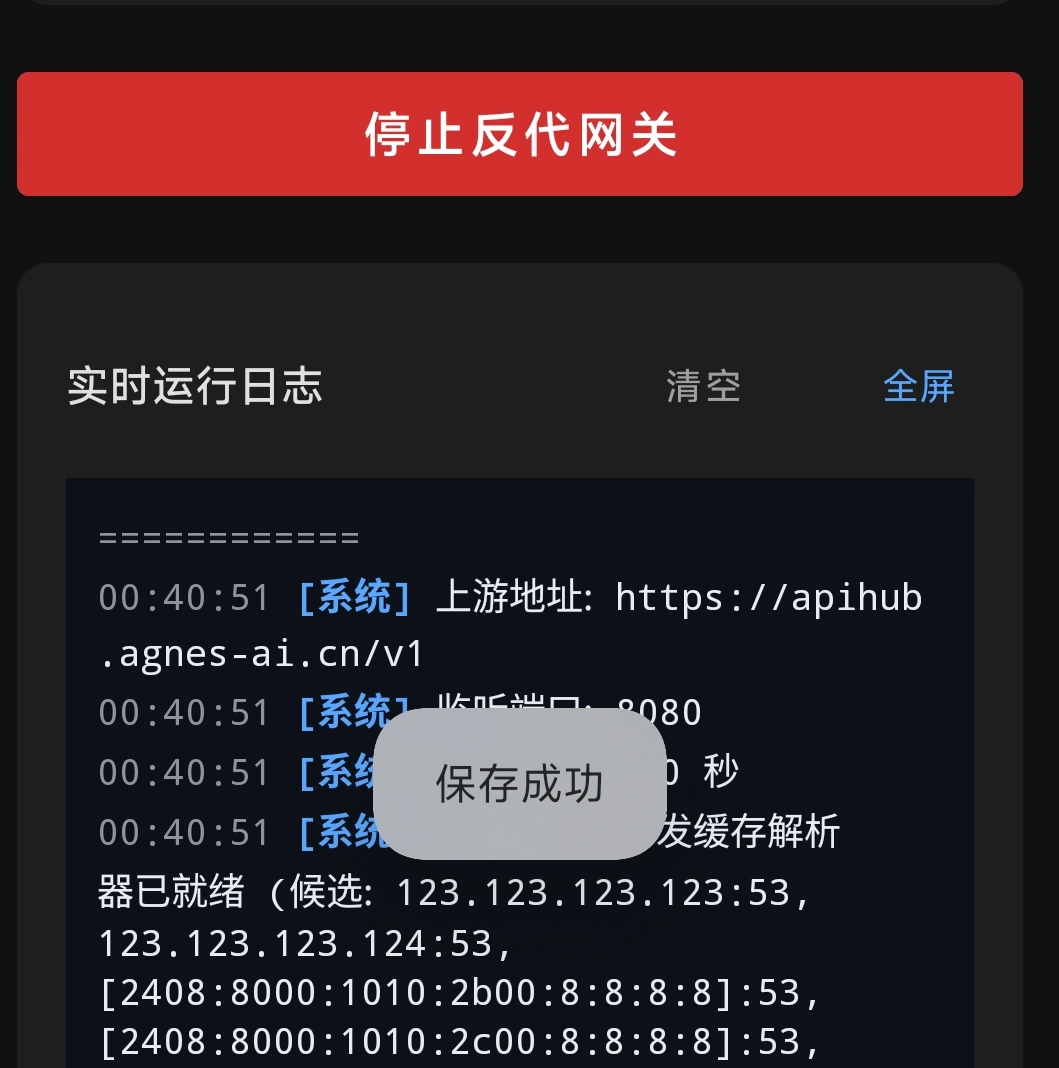 停止反代网关
实时运行日志 清空 全屏
============
00:40:51 [系统] 上游地址: https://apihub
.agnes-ai.cn/v1
00:40:51 [系统] 监听端口: 8080
00:40:51 [系统 0 秒
00:40:51 [系统 发缓存解析
保存成功
器已就绪 (候选: 123.123.123.123:53,
123.123.123.124:53,
[2408:8000:1010:2b00:8:8:8:8]:53,
[2408:8000:1010:2c00:8:8:8:8]:53,